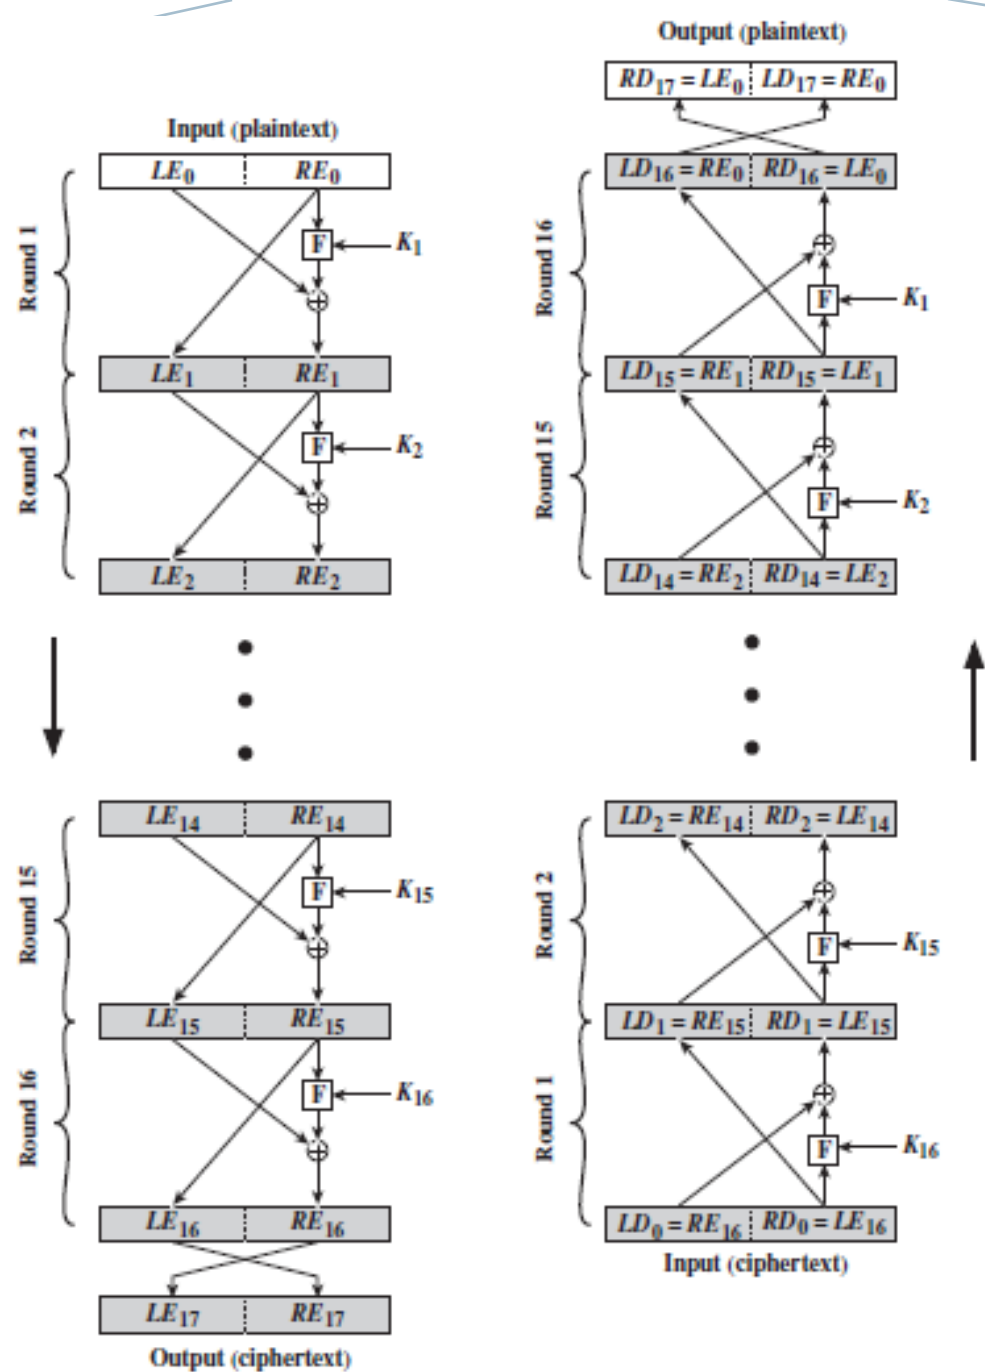 Input (plaintext)
LE0 RE0
Round 1
F
K1
LE1 RE1
Round 2
F
K2
LE2 RE2
LE14 RE14
Round 15
F
K15
LE15 RE15
Round 16
F
K16
LE16 RE16
LE17 RE17
Output (ciphertext)
Output (plaintext)
RD17 = LE0 LD17 = RE0
LD16 = RE0 RD16 = LE0
Round 16
F
K1
LD15 = RE1 RD15 = LE1
Round 15
F
K2
LD14 = RE2 RD14 = LE2
LD2 = RE14 RD2 = LE14
Round 2
F
K15
LD1 = RE15 RD1 = LE15
Round 1
F
K16
LD0 = RE16 RD0 = LE16
Input (ciphertext)